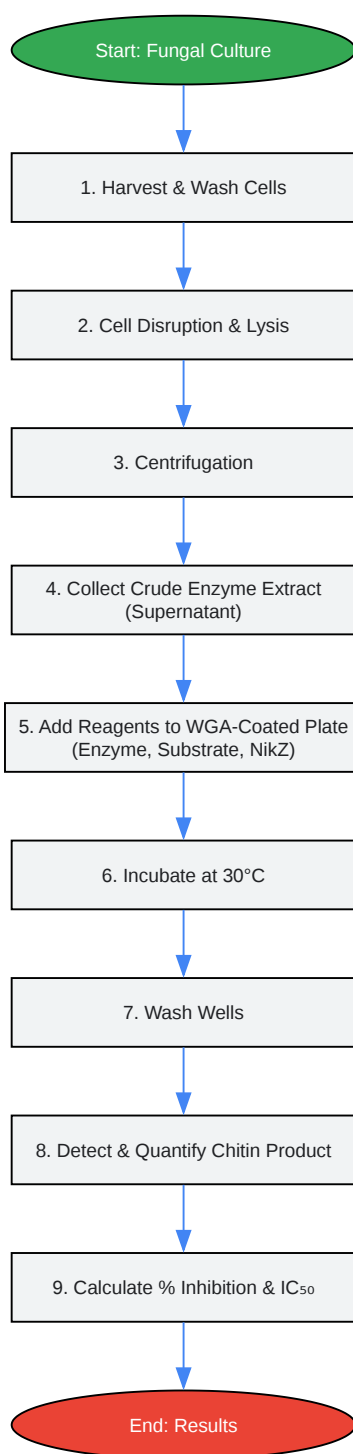 Start: Fungal Culture
1. Harvest & Wash Cells
2. Cell Disruption & Lysis
3. Centrifugation
4. Collect Crude Enzyme Extract
(Supernatant)
5. Add Reagents to WGA-Coated Plate
(Enzyme, Substrate, NikZ)
6. Incubate at 30°C
7. Wash Wells
8. Detect & Quantify Chitin Product
9. Calculate % Inhibition & IC₅₀
End: Results